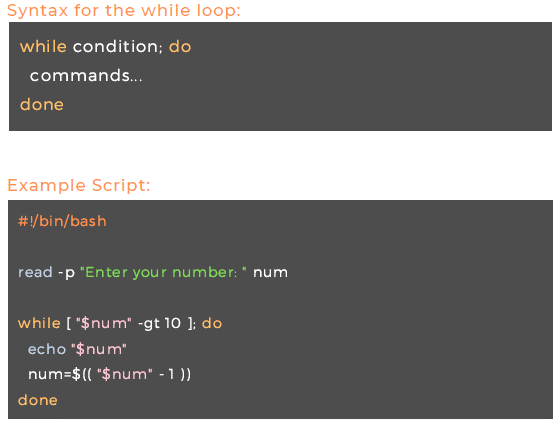 Syntax for the while loop:
while condition; do
commands...
done
Example Script:
#!/bin/bash
read -p "Enter your number: " num
while [ "$num" -gt 10 ]; do
echo "$num"
num=$(( "$num" - 1 ))
done